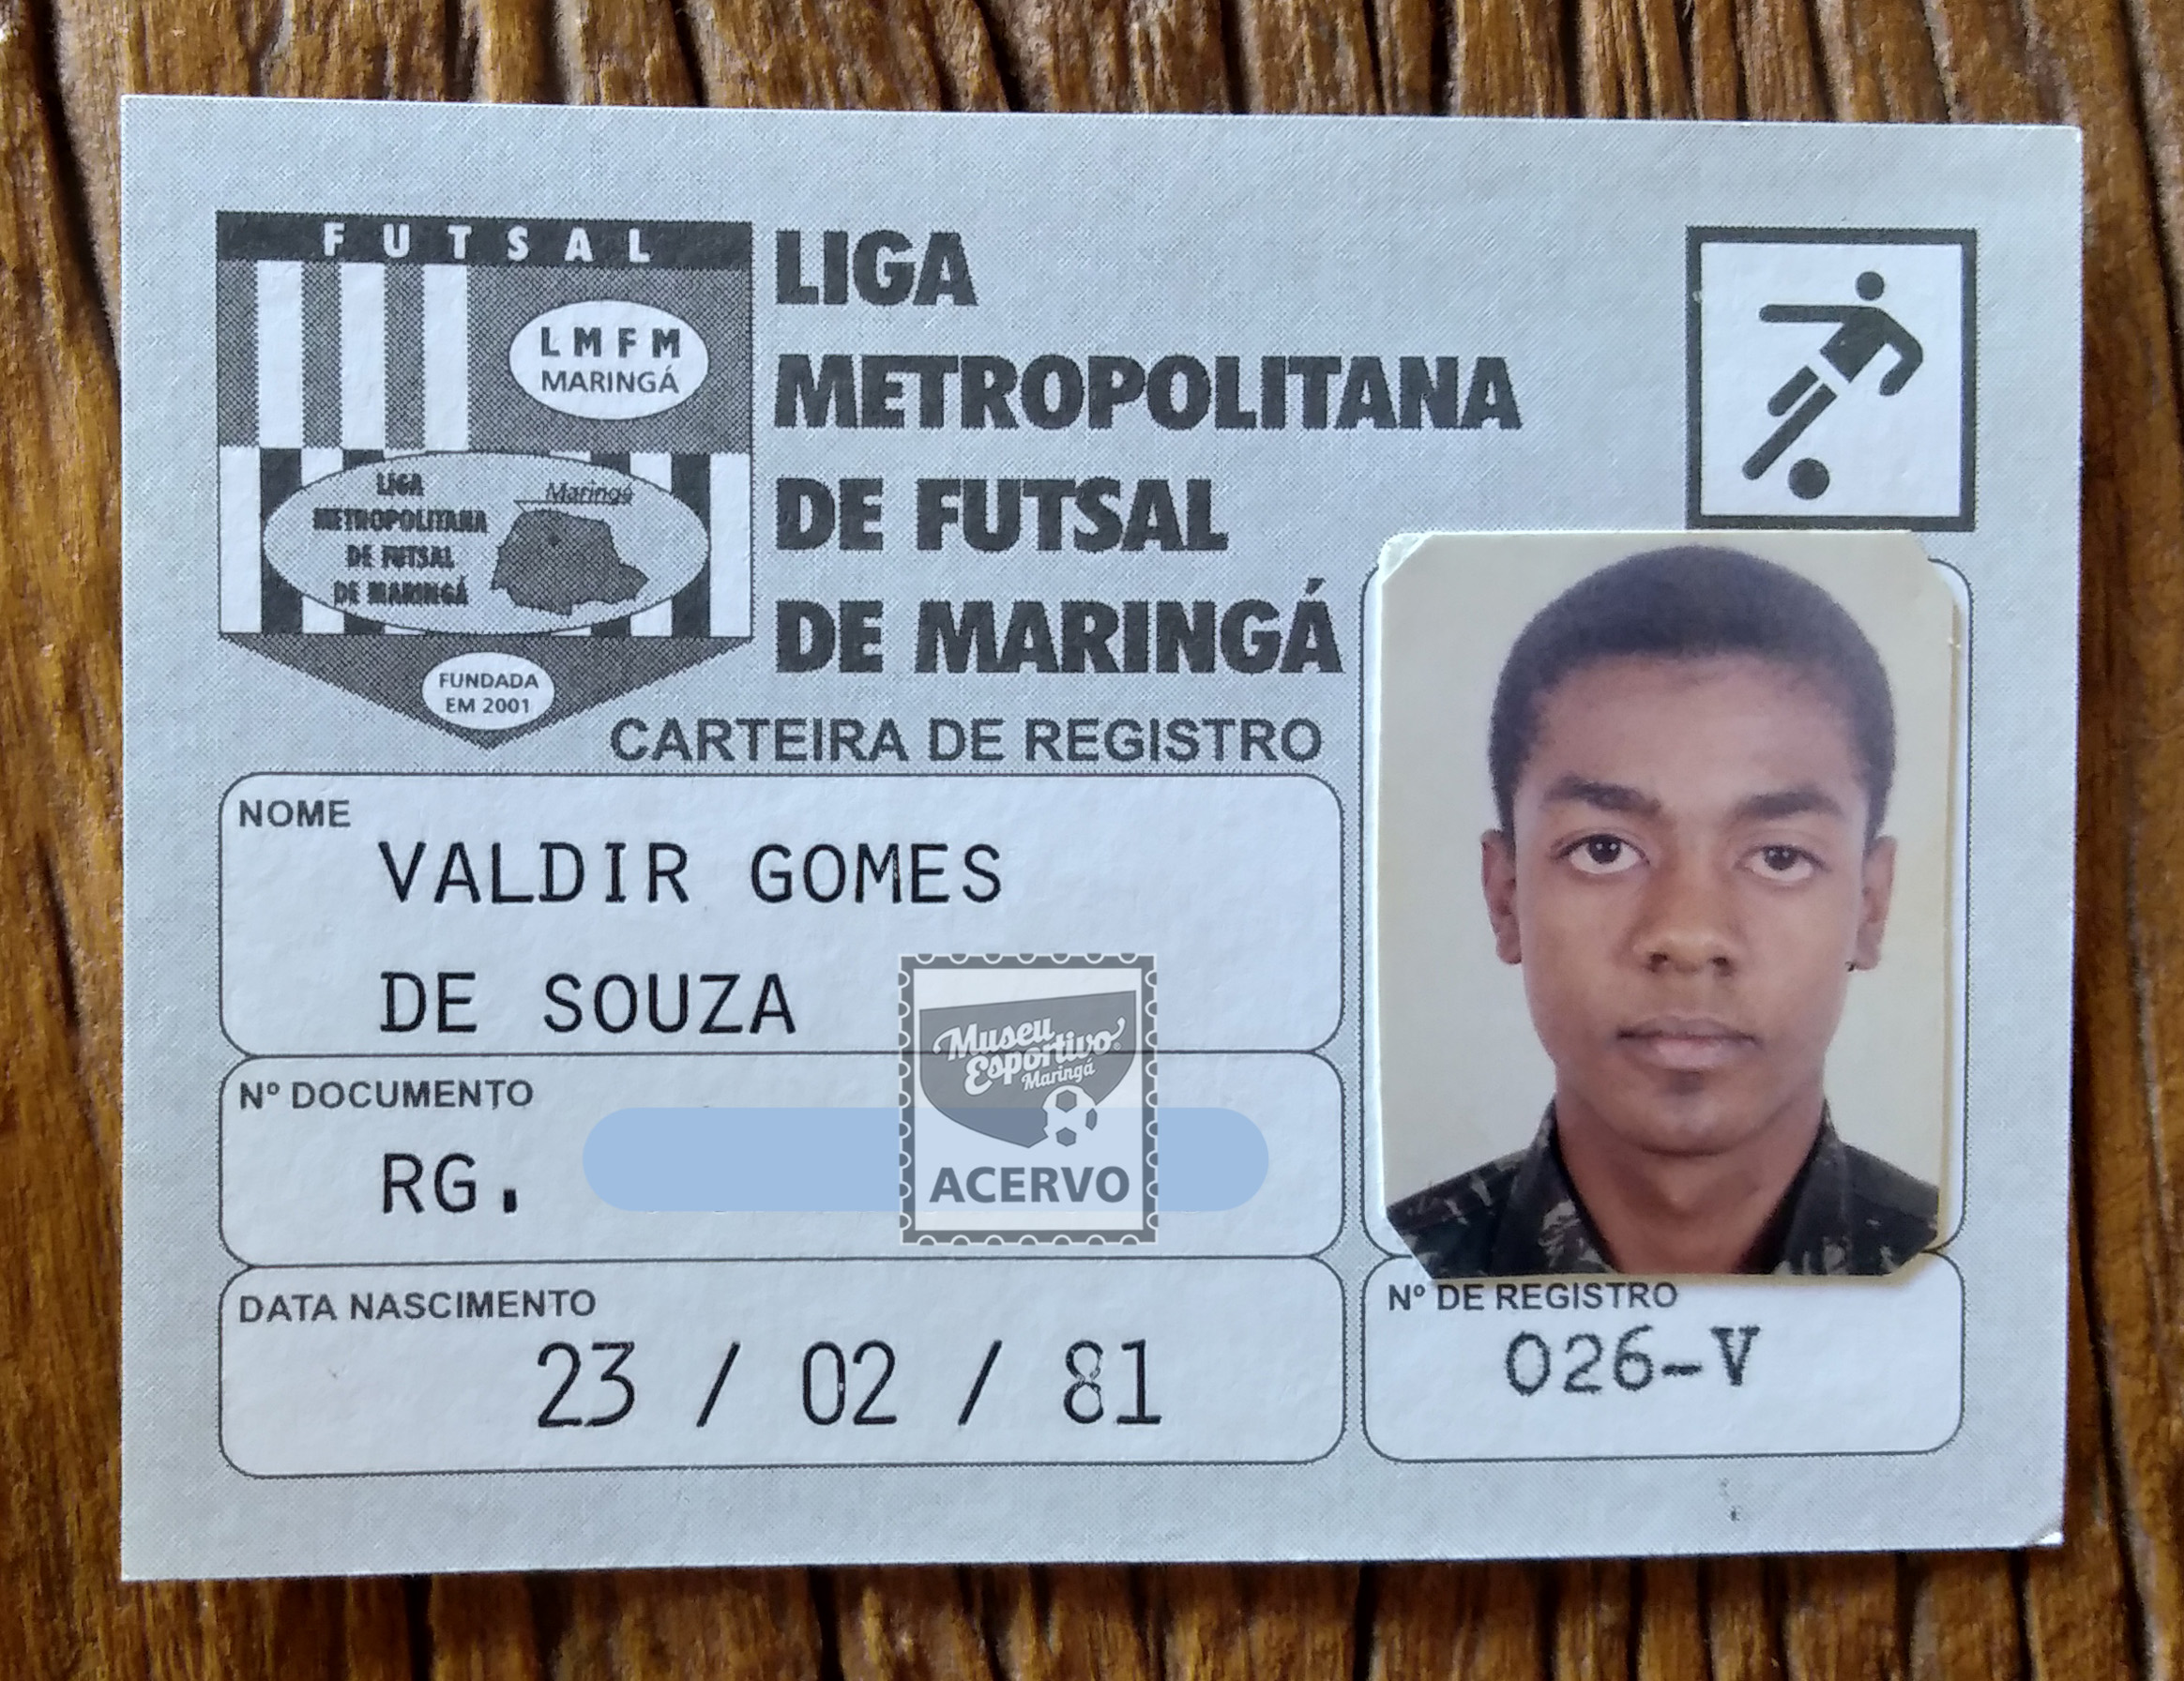 FUTSAL
LMFM
MARINGÁ
LIGA
METROPOLITANA
DE FUTSAL
DE MARINGÁ
Maringá
FUNDADA
EM 2001
LIGA
METROPOLITANA
DE FUTSAL
DE MARINGÁ
CARTEIRA DE REGISTRO
NOME
VALDIR GOMES
DE SOUZA
Nº DOCUMENTO
RG.
Museu
Esportivo
Maringá
ACERVO
DATA NASCIMENTO
23 / 02 / 81
Nº DE REGISTRO
026-V